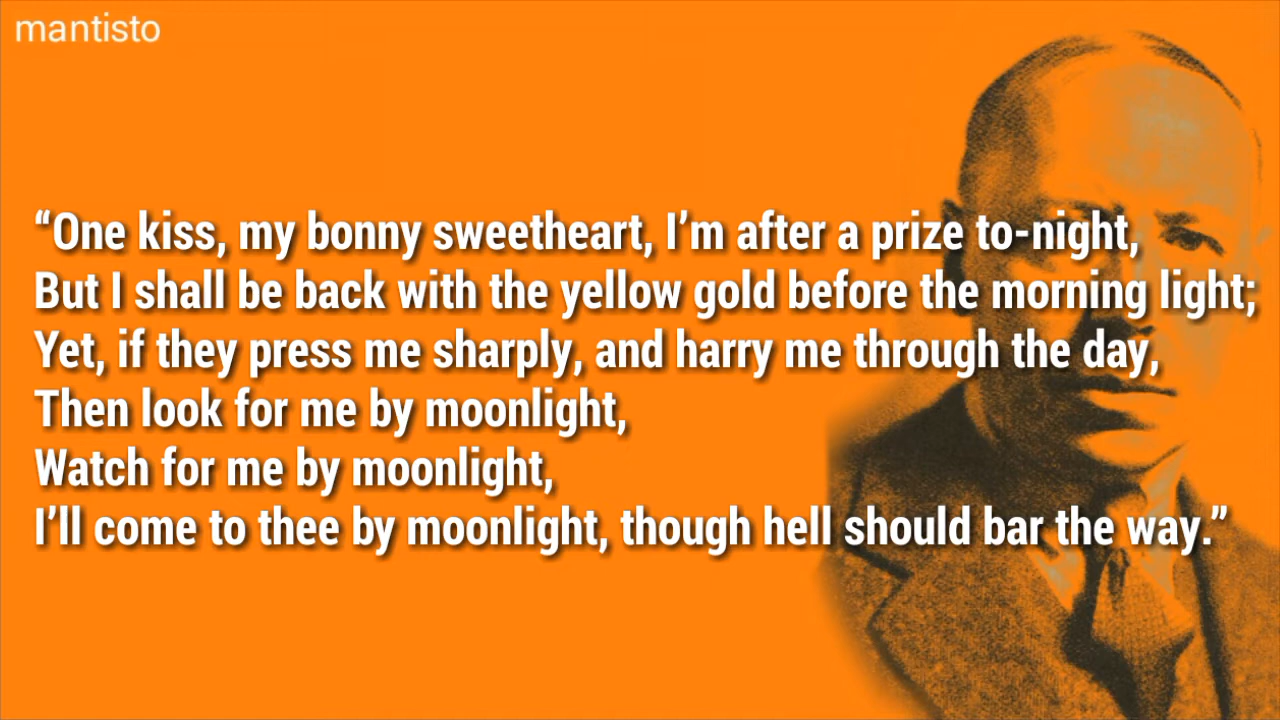 mantisto
“One kiss, my bonny sweetheart, I’m after a prize to-night,
But I shall be back with the yellow gold before the morning light;
Yet, if they press me sharply, and harry me through the day,
Then look for me by moonlight,
Watch for me by moonlight,
I’ll come to thee by moonlight, though hell should bar the way.”